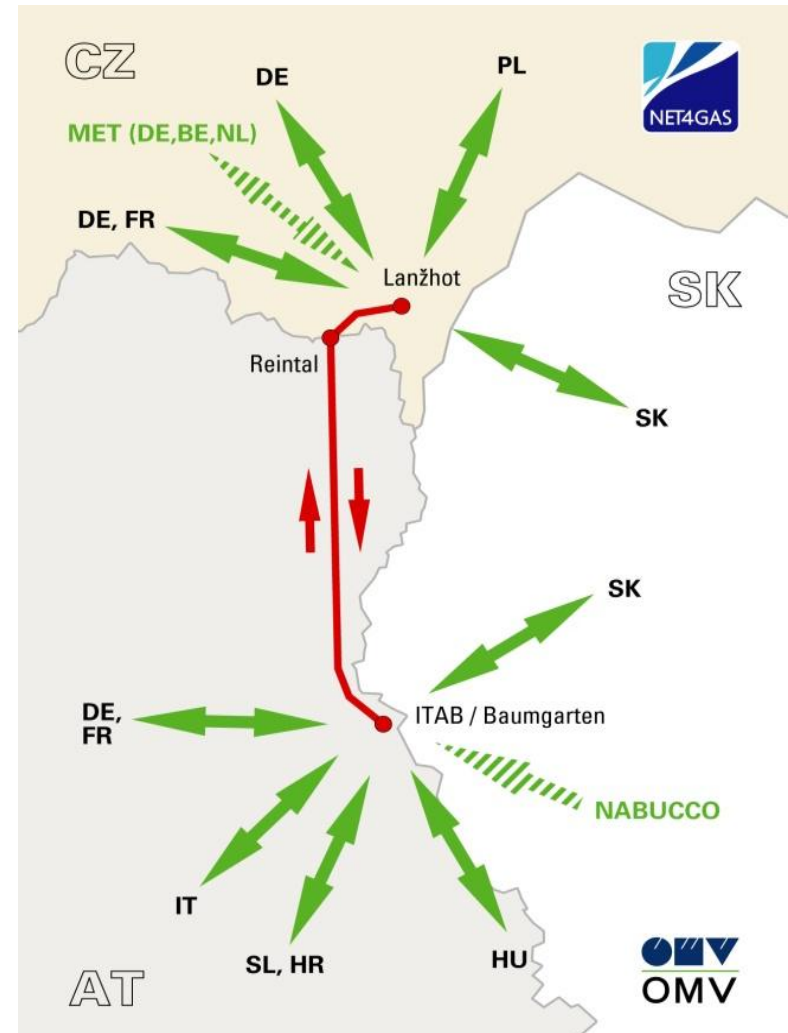 CZ
DE
PL
NET4GAS
MET (DE,BE,NL)
DE, FR
Lanžhot
SK
Reintal
SK
SK
DE,
FR
ITAB / Baumgarten
NABUCCO
IT
SL, HR
HU
AT
OMV
OMV